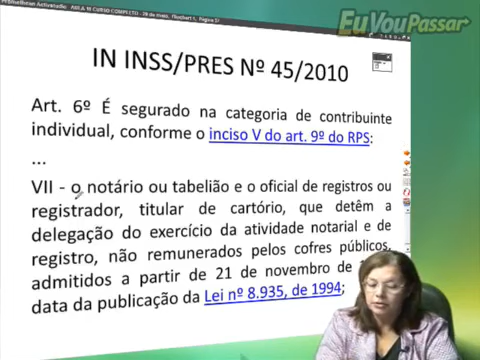 EuVouPassar
IN INSS/PRES Nº 45/2010
Art. 6º É segurado na categoria de contribuinte
individual, conforme o inciso V do art. 9º do RPS:
...
VII - o notário ou tabelião e o oficial de registros ou
registrador, titular de cartório, que detêm a
delegação do exercício da atividade notarial e de
registro, não remunerados pelos cofres públicos,
admitidos a partir de 21 de novembro de
data da publicação da Lei nº 8.935, de 1994;